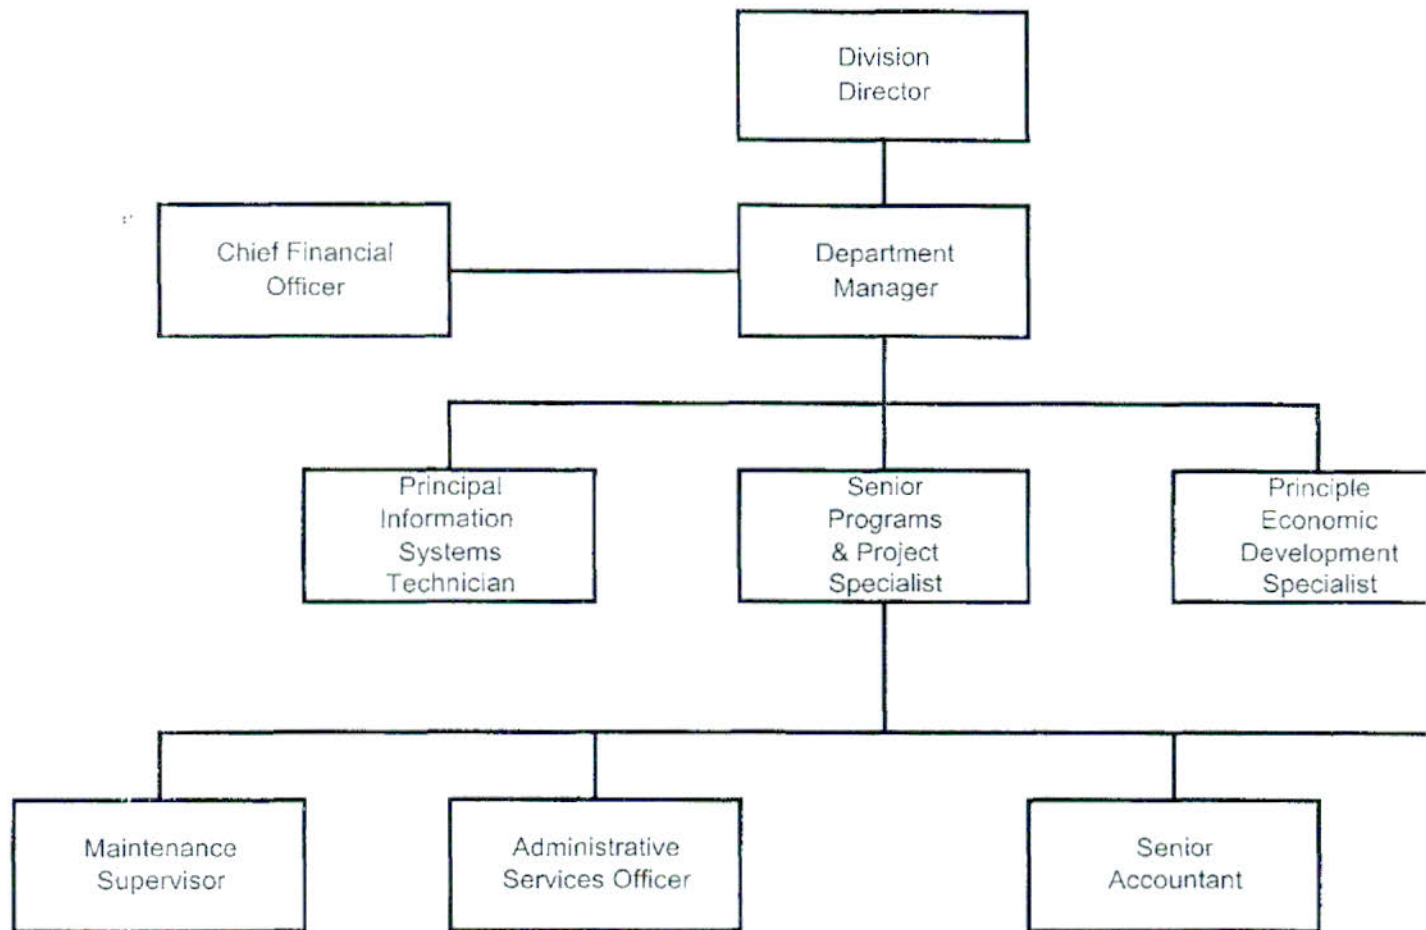 Division
Director
Chief Financial
Officer
Department
Manager
Principal
Information
Systems
Technician
Senior
Programs
& Project
Specialist
Principle
Economic
Development
Specialist
Maintenance
Supervisor
Administrative
Services Officer
Senior
Accountant